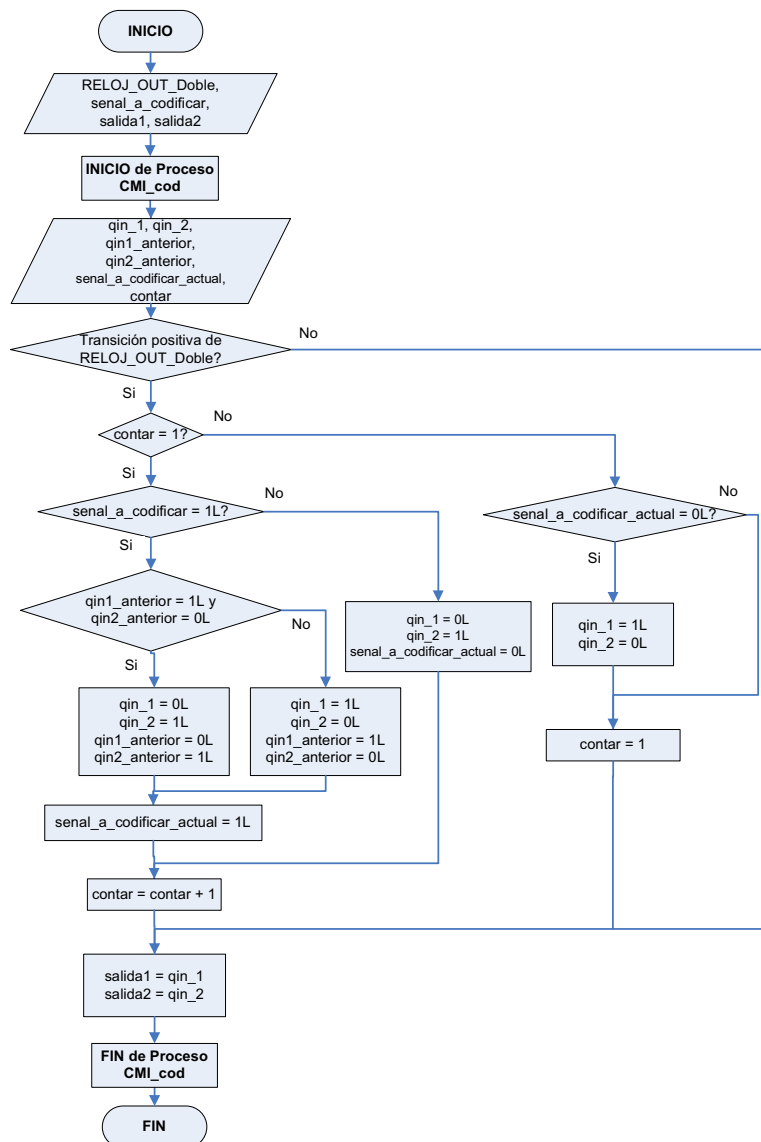 INICIO
RELOJ_OUT_Doble,
senal_a_codificar,
salida1, salida2
INICIO de Proceso
CMI_cod
qin_1, qin_2,
qin1_anterior,
qin2_anterior,
senal_a_codificar_actual,
contar
Transición positiva de
RELOJ_OUT_Doble?
No
Si
contar = 1?
No
Si
senal_a_codificar = 1L?
No
Si
senal_a_codificar_actual = 0L?
No
Si
qin1_anterior = 1L y
qin2_anterior = 0L
No
Si
qin_1 = 0L
qin_2 = 1L
senal_a_codificar_actual = 0L
qin_1 = 1L
qin_2 = 0L
qin_1 = 0L
qin_2 = 1L
qin1_anterior = 0L
qin2_anterior = 1L
qin_1 = 1L
qin_2 = 0L
qin1_anterior = 1L
qin2_anterior = 0L
contar = 1
senal_a_codificar_actual = 1L
contar = contar + 1
salida1 = qin_1
salida2 = qin_2
FIN de Proceso
CMI_cod
FIN